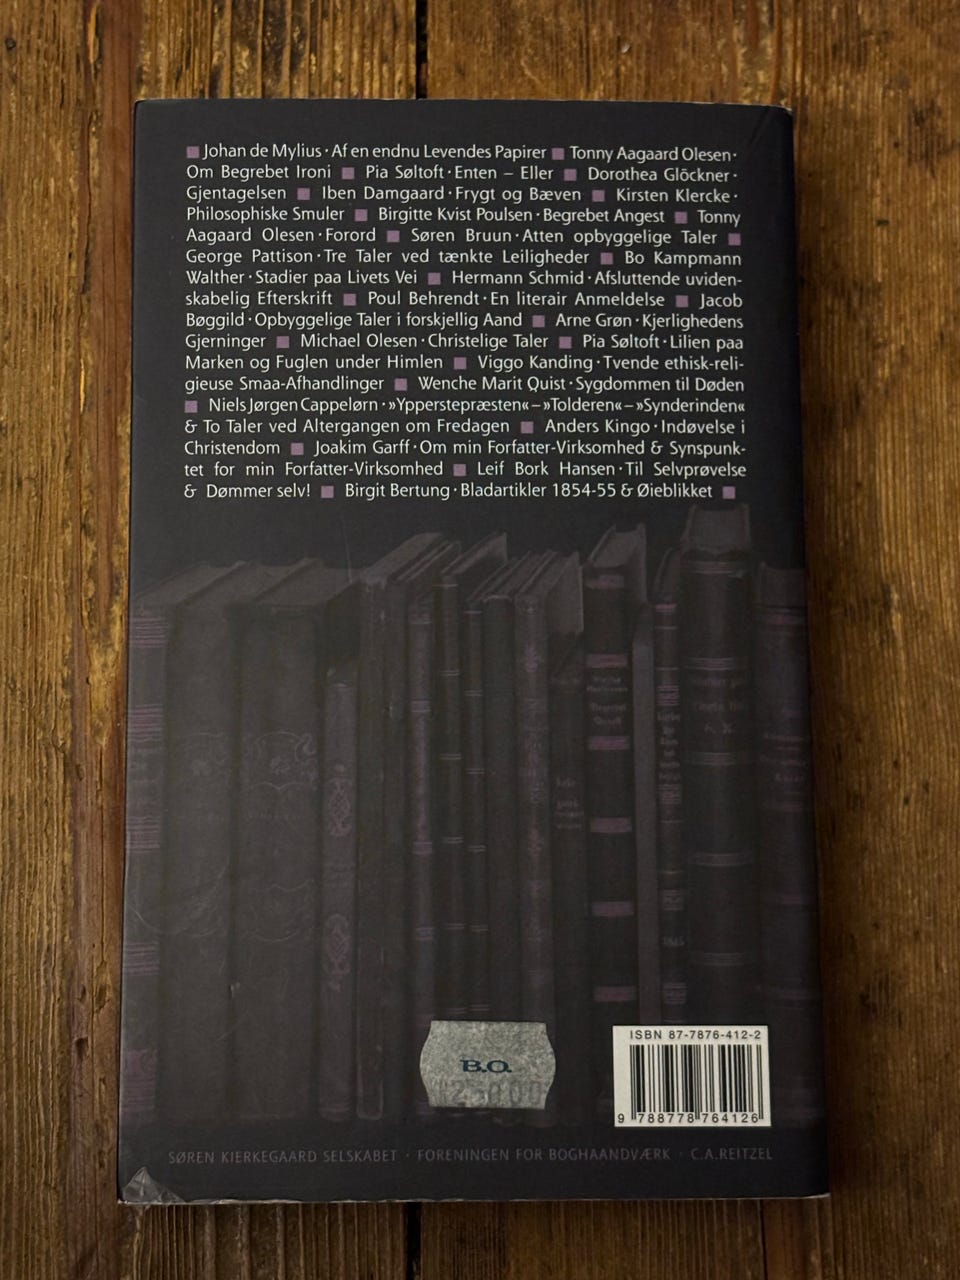 ■ Johan de Mylius · Af en endnu Levendes Papirer ■ Tonny Aagaard Olesen ·
Om Begrebet Ironi ■ Pia Søltoft · Enten – Eller ■ Dorothea Glöckner ·
Gjentagelsen ■ Iben Damgaard · Frygt og Bæven ■ Kirsten Klercke ·
Philosophiske Smuler ■ Birgitte Kvist Poulsen · Begrebet Angest ■ Tonny
Aagaard Olesen · Forord ■ Søren Bruun · Atten opbyggelige Taler ■
George Pattison · Tre Taler ved tænkte Leiligheder ■ Bo Kampmann
Walther · Stadier paa Livets Vei ■ Hermann Schmid · Afsluttende uviden-
skabelig Efterskrift ■ Poul Behrendt · En literair Anmeldelse ■ Jacob
Bøggild · Opbyggelige Taler i forskjellig Aand ■ Arne Grøn · Kjerlighedens
Gjerninger ■ Michael Olesen · Christelige Taler ■ Pia Søltoft · Lilien paa
Marken og Fuglen under Himlen ■ Viggo Kanding · Tvende ethisk-reli-
gieuse Smaa-Afhandlinger ■ Wenche Marit Quist · Sygdommen til Døden
■ Niels Jørgen Cappelørn · »Ypperstepræsten« – »Tolderen« – »Synderinden«
& To Taler ved Altergangen om Fredagen ■ Anders Kingo · Indøvelse i
Christendom ■ Joakim Garff · Om min Forfatter-Virksomhed & Synspunk-
tet for min Forfatter-Virksomhed ■ Leif Bork Hansen · Til Selvprøvelse
& Dømmer selv! ■ Birgit Bertung · Bladartikler 1854-55 & Øieblikket ■
B.O.
ISBN 87-7876-412-2
9 788778 764126
SØREN KIERKEGAARD SELSKABET · FORENINGEN FOR BOGHAANDVÆRK · C.A.REITZEL